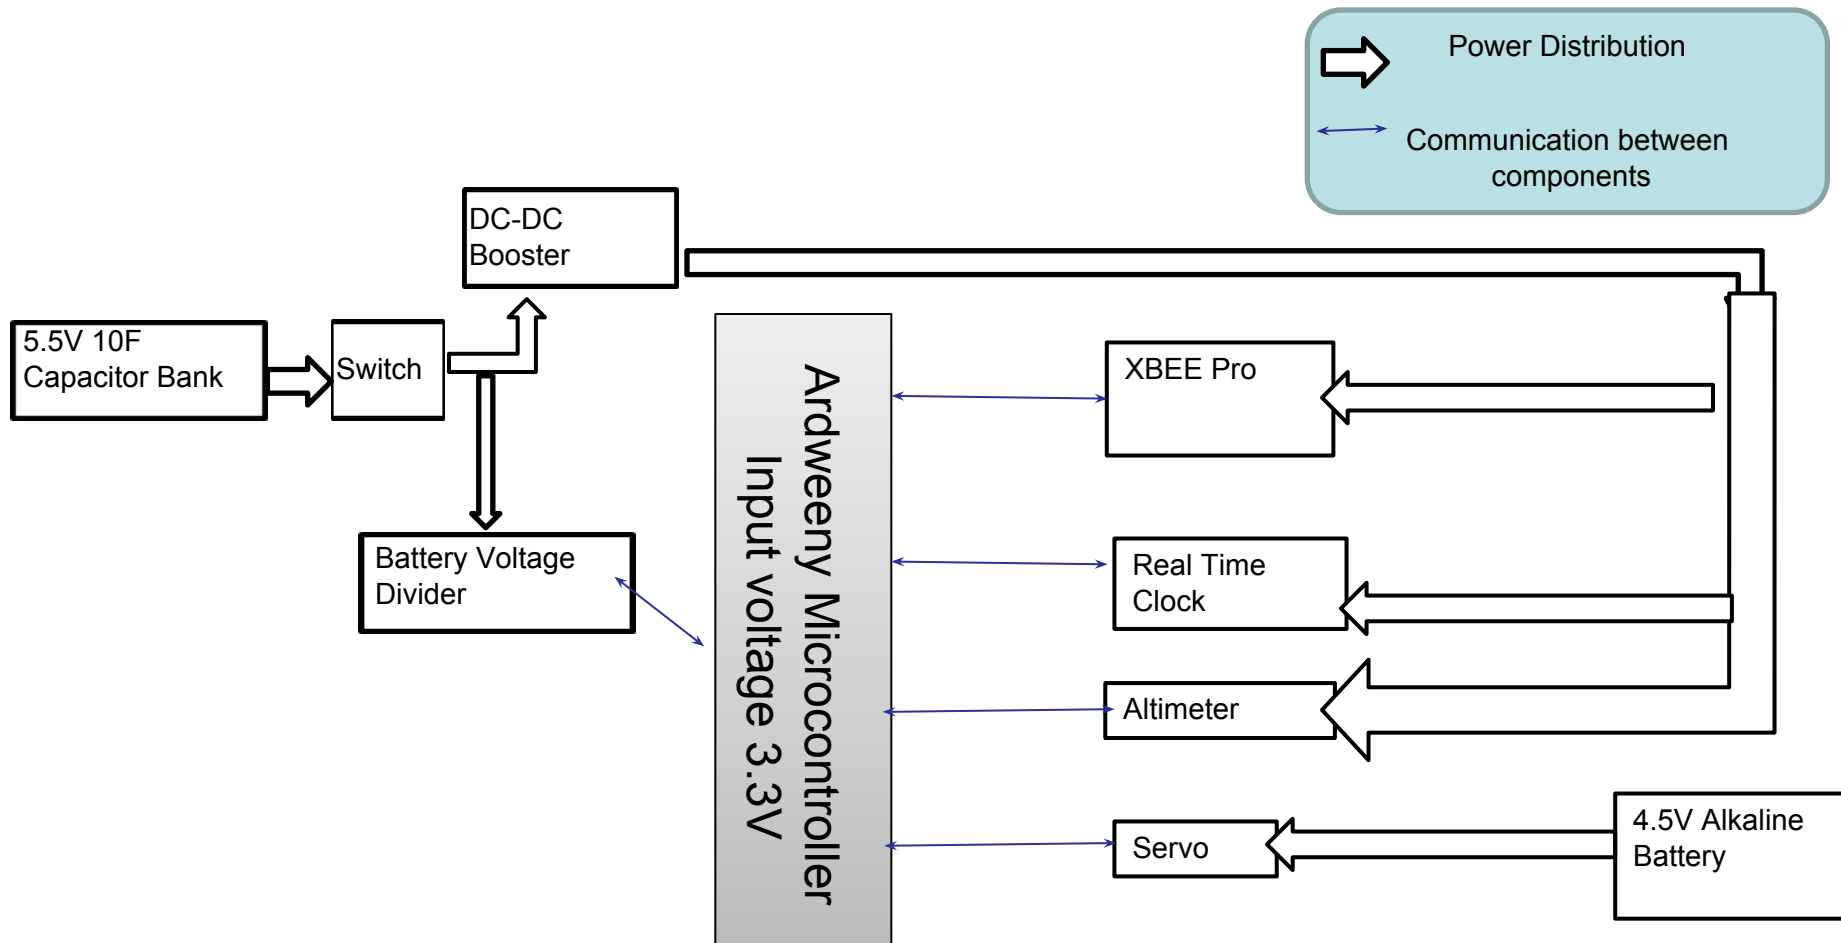 Power Distribution
Communication between
components
DC-DC
Booster
5.5V 10F
Capacitor Bank
Switch
Battery Voltage
Divider
Ardweeny Microcontroller
Input voltage 3.3V
XBEE Pro
Real Time
Clock
Altimeter
Servo
4.5V Alkaline
Battery